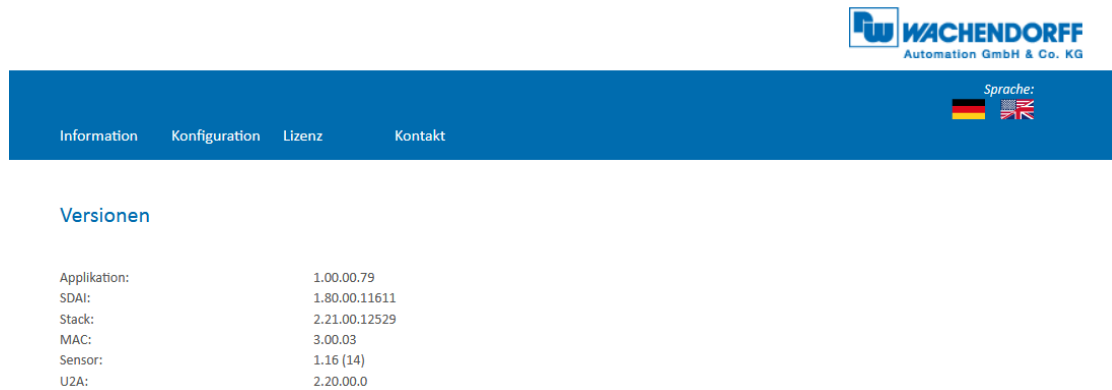 WACHENDORFF
Automation GmbH & Co. KG
Sprache:
Information Konfiguration Lizenz Kontakt
Versionen
Applikation: 1.00.00.79
SDAI: 1.80.00.11611
Stack: 2.21.00.12529
MAC: 3.00.03
Sensor: 1.16 (14)
U2A: 2.20.00.0